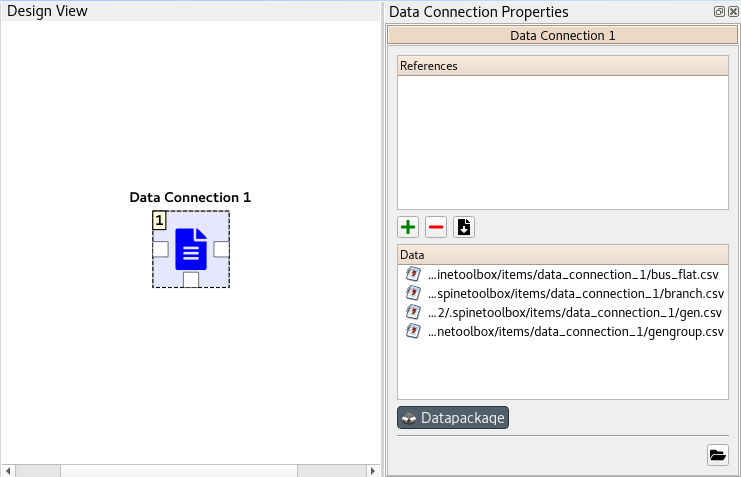 Design View
Data Connection 1
1
Data Connection Properties
Data Connection 1
References
Data
...inetoolbox/items/data_connection_1/bus_flat.csv
...spinetoolbox/items/data_connection_1/branch.csv
...2/.spinetoolbox/items/data_connection_1/gen.csv
...netoolbox/items/data_connection_1/gengroup.csv
Datapackage